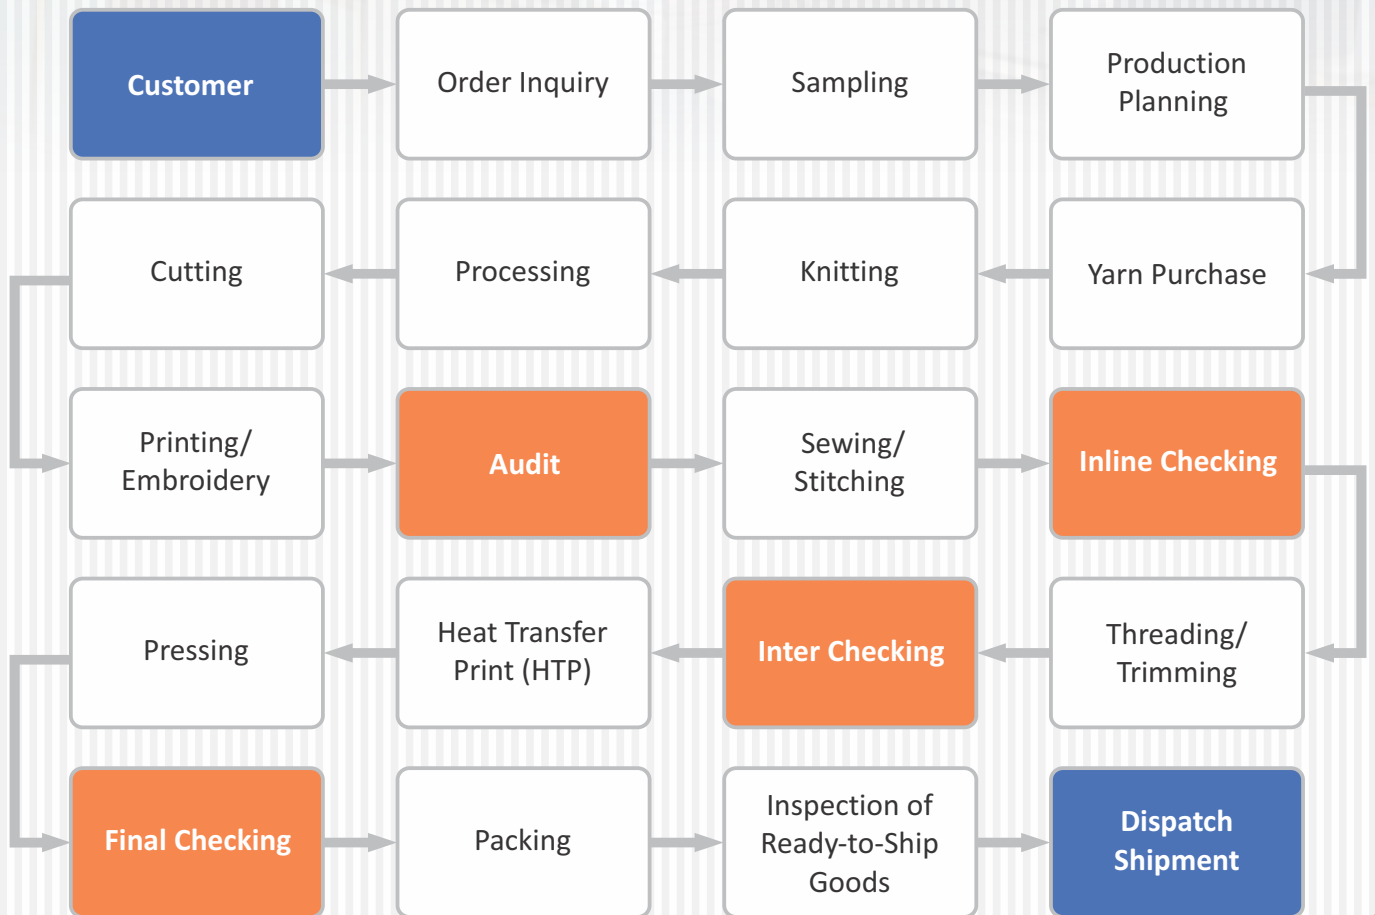 Customer
Order Inquiry
Sampling
Production
Planning
Yarn Purchase
Knitting
Processing
Cutting
Printing/
Embroidery
Audit
Sewing/
Stitching
Inline Checking
Threading/
Trimming
Inter Checking
Heat Transfer
Print (HTP)
Pressing
Final Checking
Packing
Inspection of
Ready-to-Ship
Goods
Dispatch
Shipment